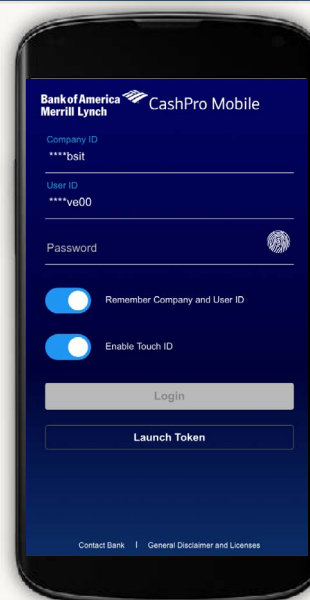 Bank of America
Merrill Lynch
CashPro Mobile
Company ID
****bsit
User ID
****ve00
Password
Remember Company and User ID
Enable Touch ID
Login
Launch Token
Contact Bank | General Disclaimer and Licenses